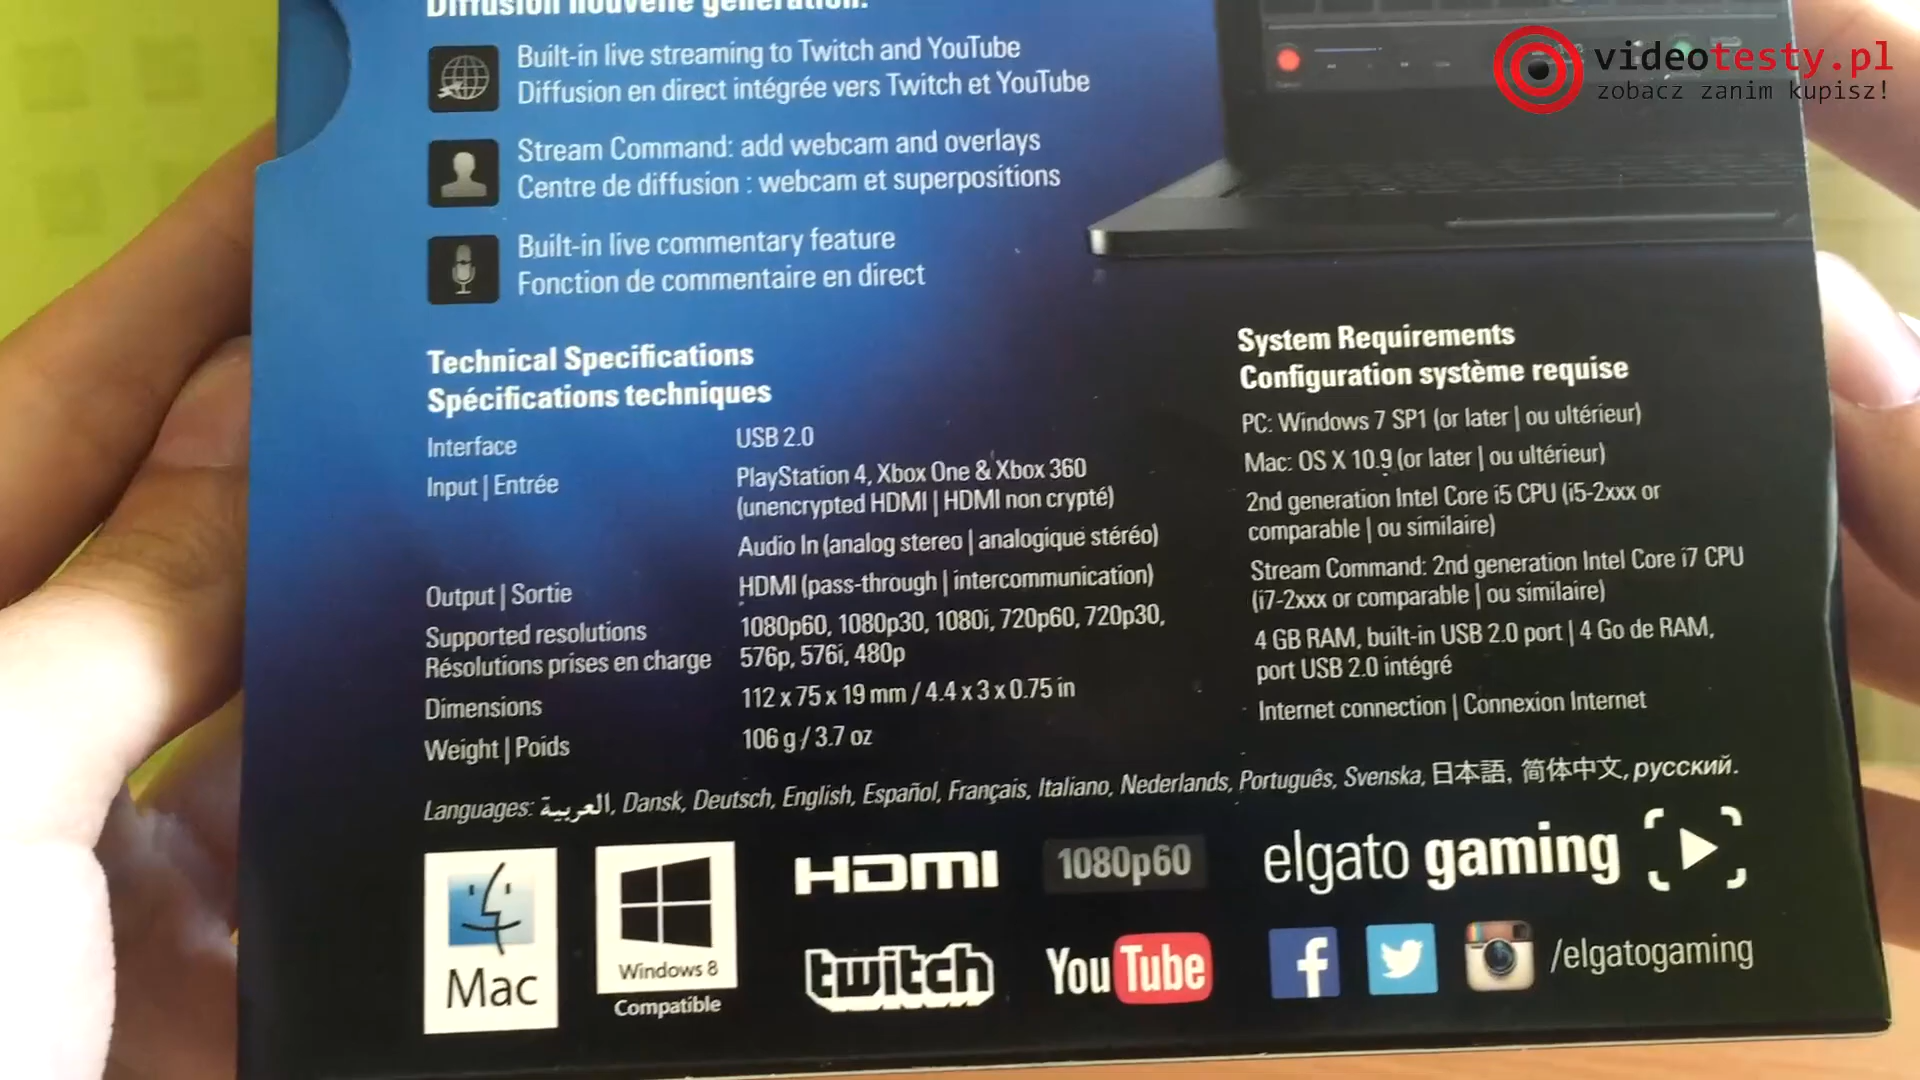 Diffusion nouvelle génération.
Built-in live streaming to Twitch and YouTube
Diffusion en direct intégrée vers Twitch et YouTube
Stream Command: add webcam and overlays
Centre de diffusion : webcam et superpositions
Built-in live commentary feature
Fonction de commentaire en direct
Technical Specifications
Spécifications techniques
Interface
USB 2.0
Input | Entrée
PlayStation 4, Xbox One & Xbox 360
(unencrypted HDMI | HDMI non crypté)
Audio In (analog stereo | analogique stéréo)
Output | Sortie
HDMI (pass-through | intercommunication)
Supported resolutions
Résolutions prises en charge
1080p60, 1080p30, 1080i, 720p60, 720p30,
576p, 576i, 480p
Dimensions
112 x 75 x 19 mm / 4.4 x 3 x 0.75 in
Weight | Poids
106 g / 3.7 oz
System Requirements
Configuration système requise
PC: Windows 7 SP1 (or later | ou ultérieur)
Mac: OS X 10.9 (or later | ou ultérieur)
2nd generation Intel Core i5 CPU (i5-2xxx or
comparable | ou similaire)
Stream Command: 2nd generation Intel Core i7 CPU
(i7-2xxx or comparable | ou similaire)
4 GB RAM, built-in USB 2.0 port | 4 Go de RAM,
port USB 2.0 intégré
Internet connection | Connexion Internet
Languages: العربية, Dansk, Deutsch, English, Español, Français, Italiano, Nederlands, Português, Svenska, 日本語, 简体中文, русский.
Mac
Windows 8
Compatible
HDMI
1080p60
elgato gaming
twitch
YouTube
/elgatogaming
videotesty.pl
zobacz zanim kupisz!